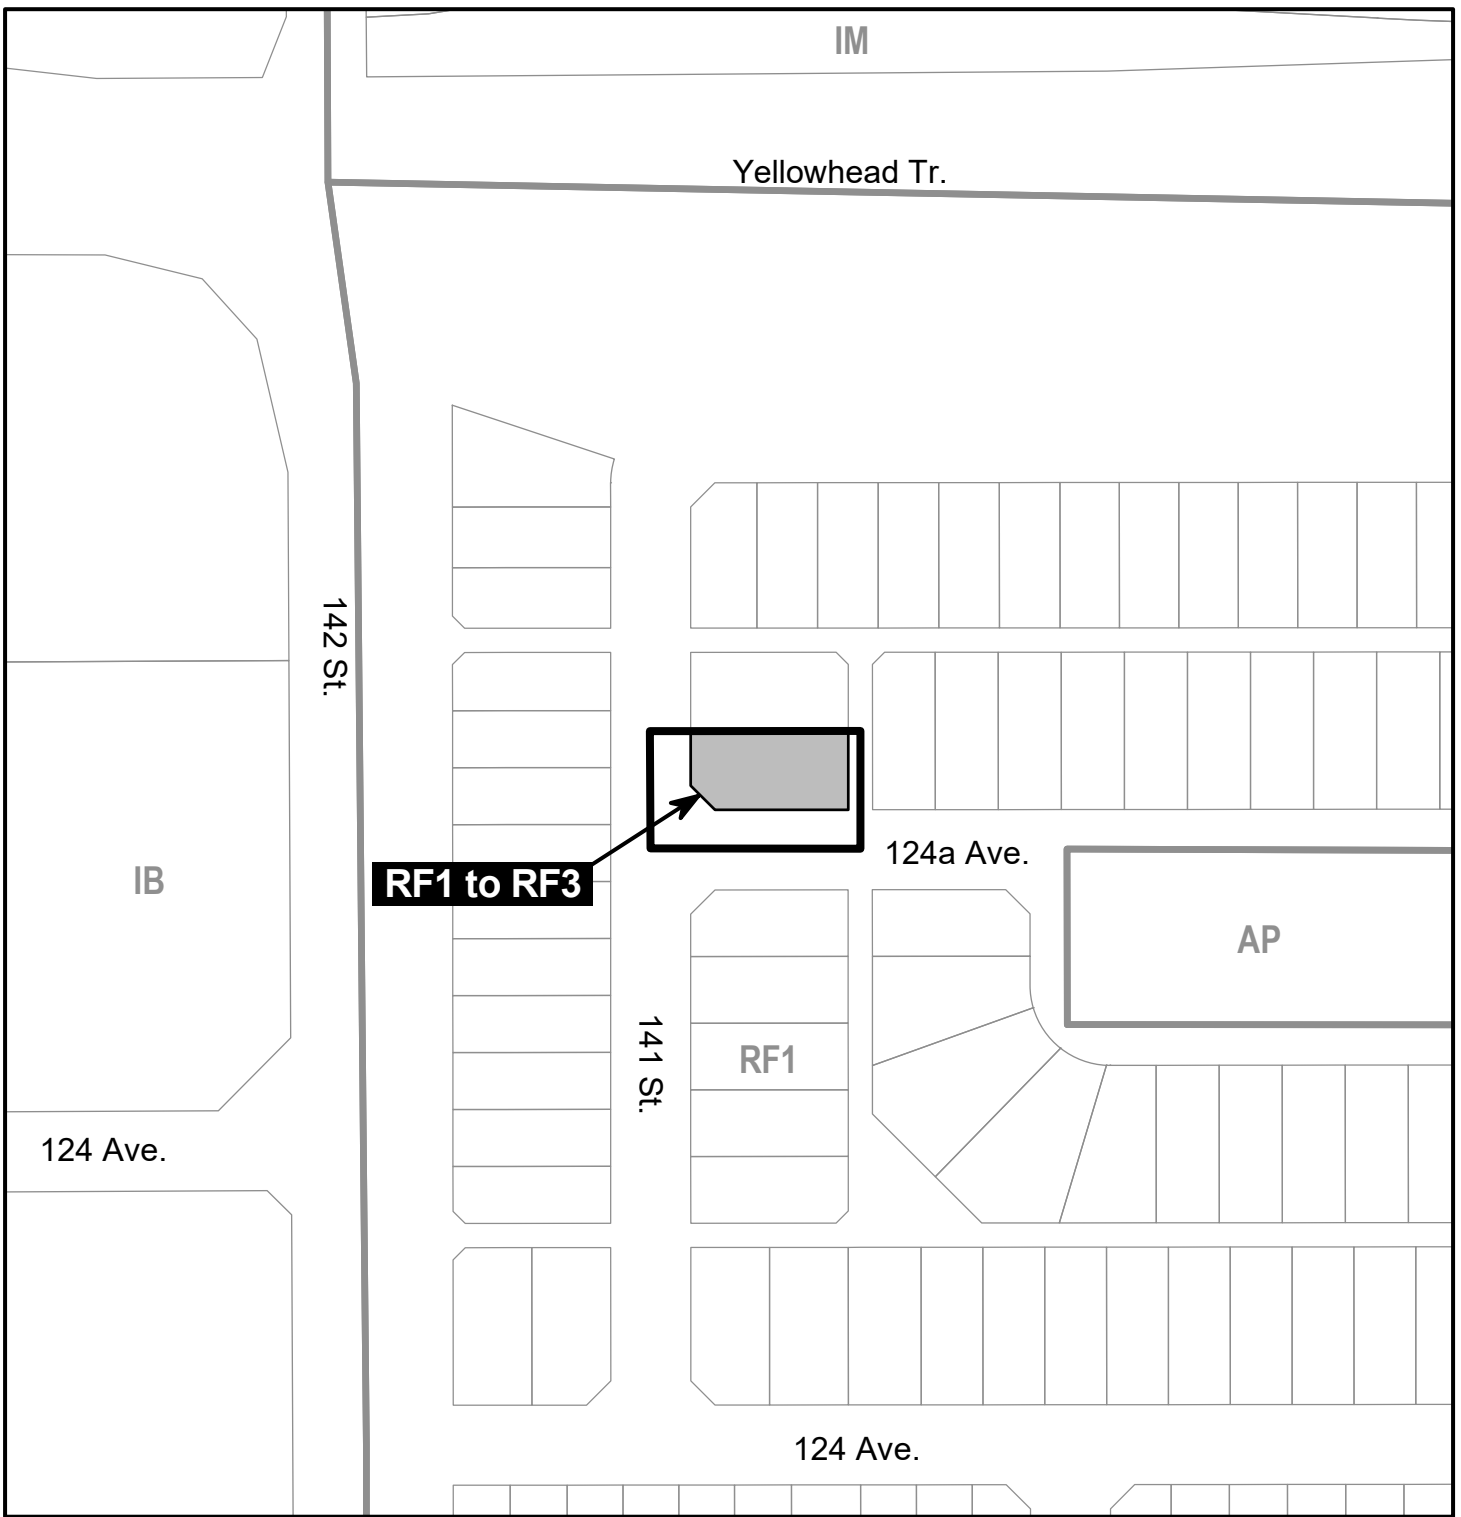 IM
Yellowhead Tr.
142 St.
124a Ave.
RF1 to RF3
IB
AP
141 St.
RF1
124 Ave.
124 Ave.